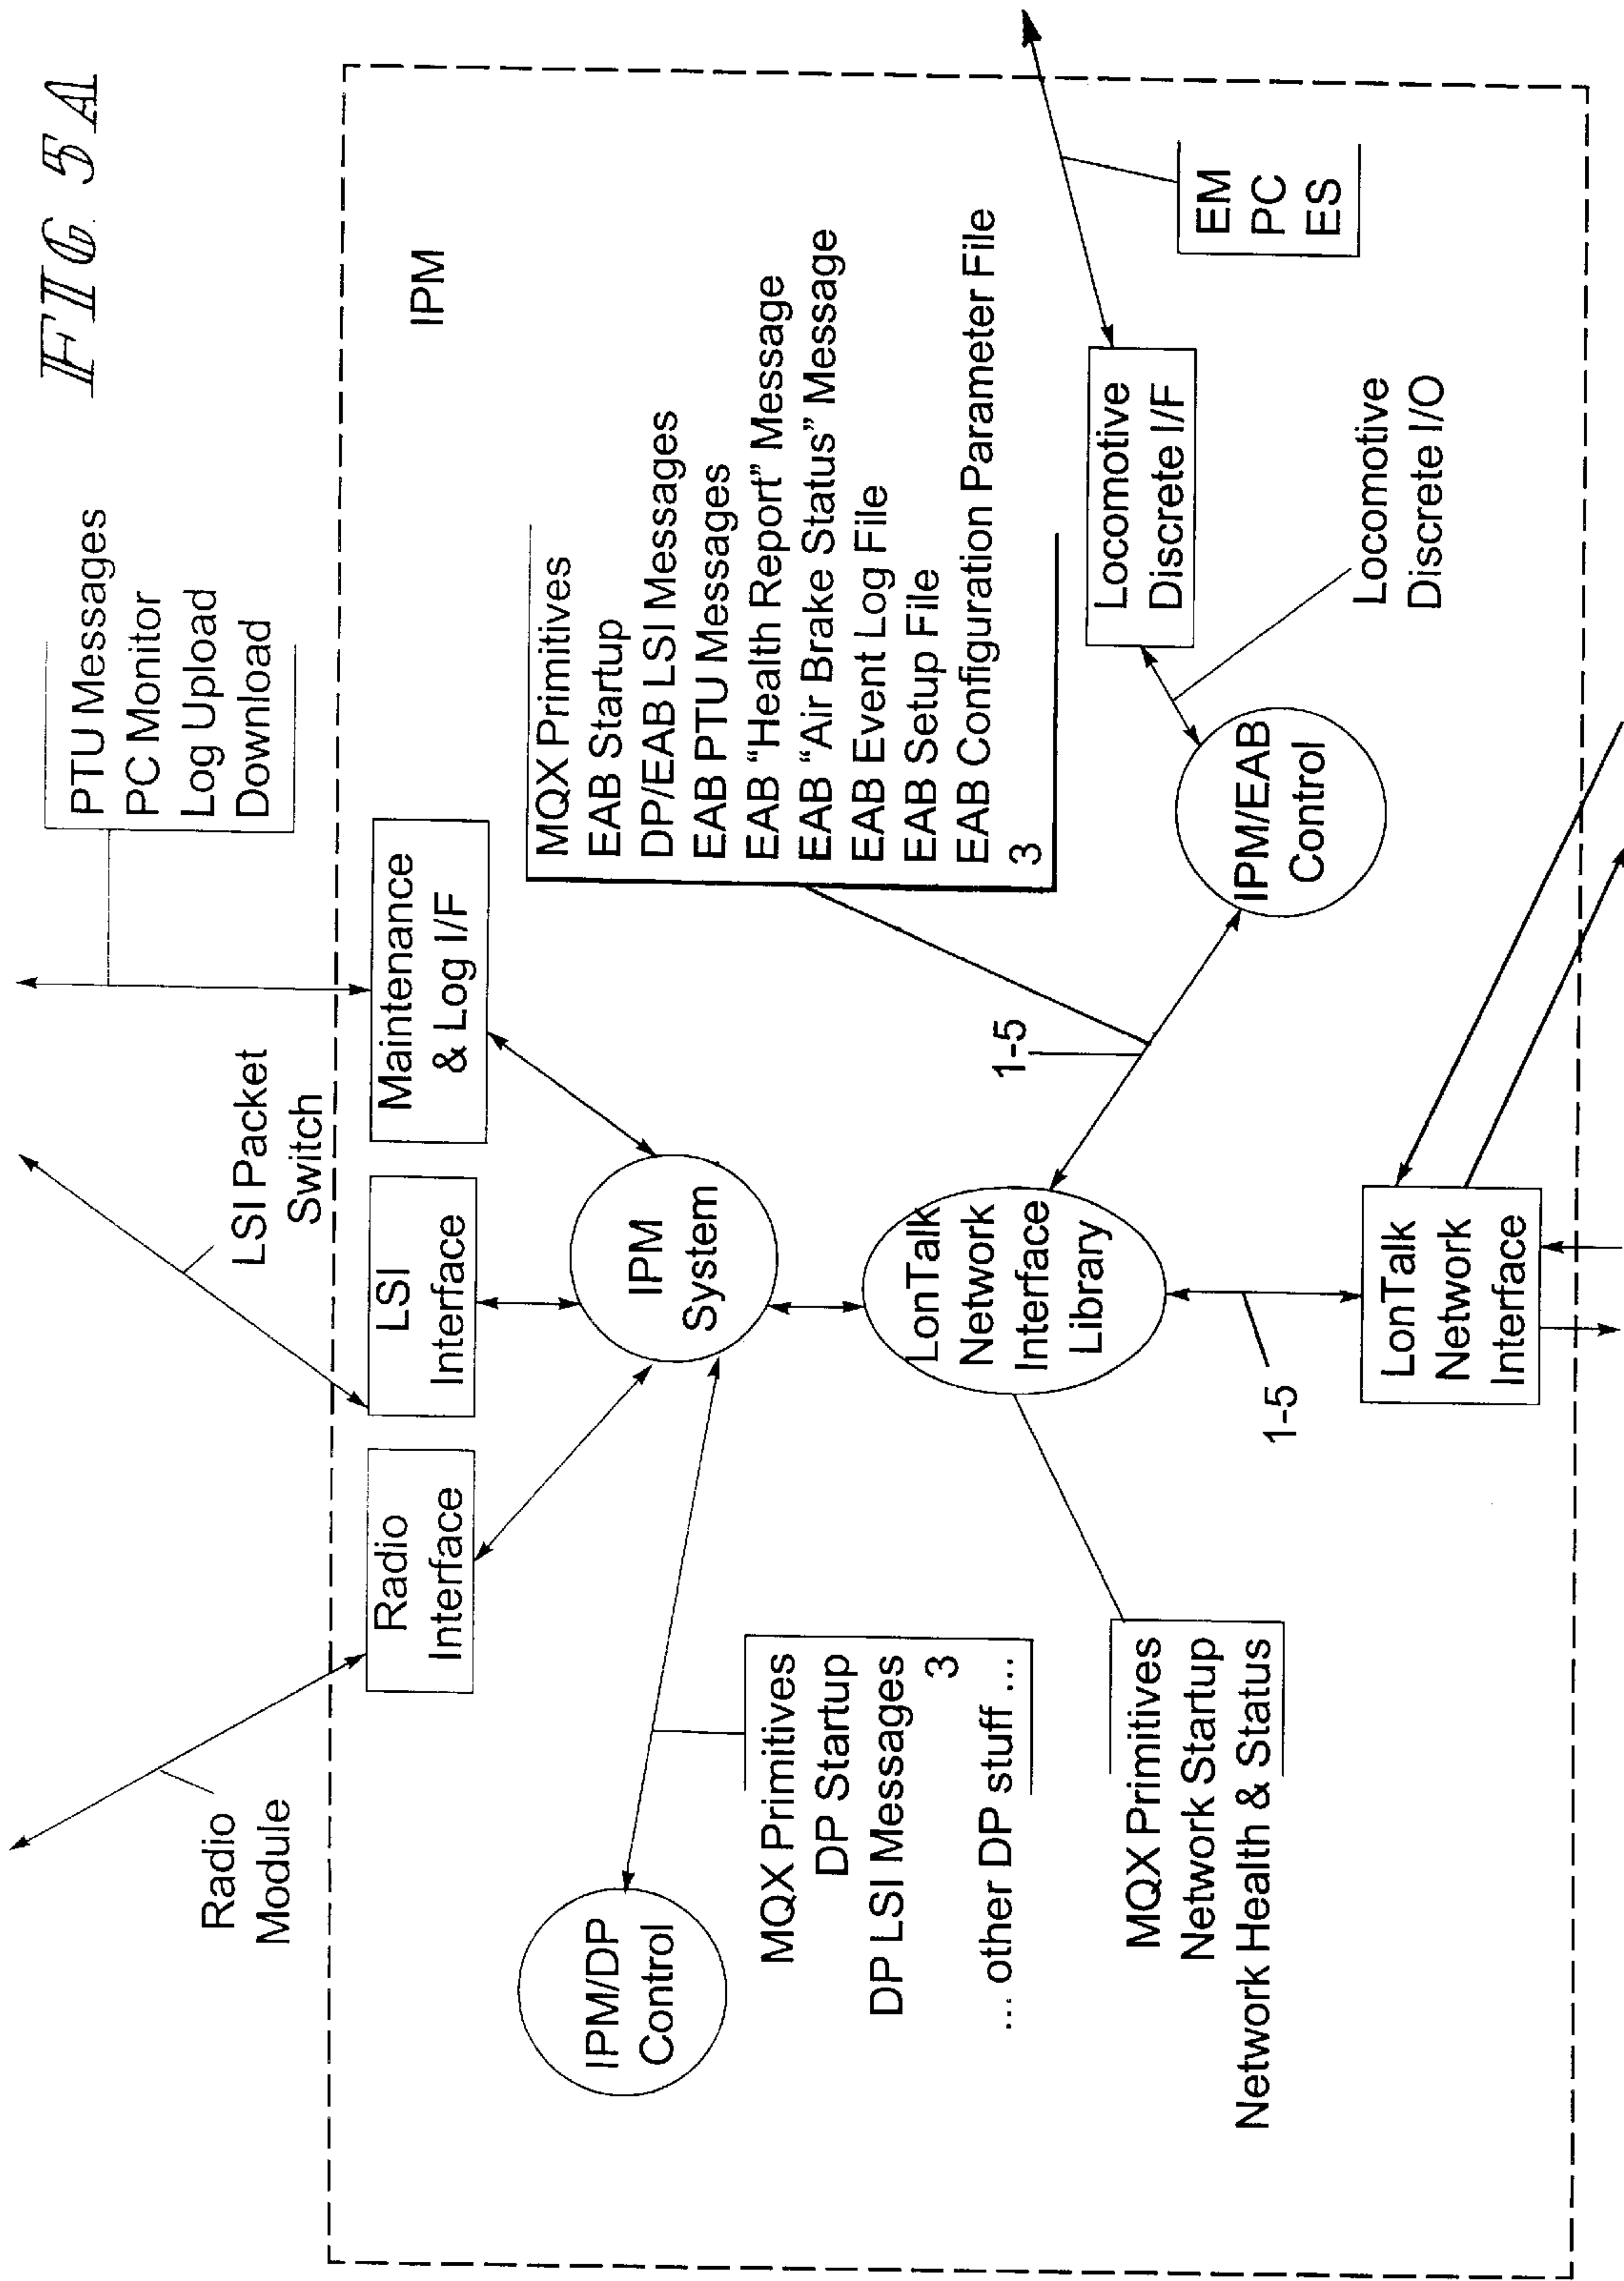 FIG 5A
PTU Messages
PC Monitor
Log Upload
Download
LSI Packet
Switch
Radio
Module
IPM
Radio
Interface
LSI
Interface
Maintenance
& Log I/F
IPM/DP
Control
IPM
System
MQX Primitives
DP Startup
DP LSI Messages
3
... other DP stuff ...
MQX Primitives
EAB Startup
DP/EAB LSI Messages
EAB PTU Messages
EAB “Health Report” Message
EAB “Air Brake Status” Message
EAB Event Log File
EAB Setup File
EAB Configuration Parameter File
3
LonTalk
Network
Interface
Library
1-5
MQX Primitives
Network Startup
Network Health & Status
IPM/EAB
Control
Locomotive
Discrete I/F
Locomotive
Discrete I/O
EM
PC
ES
1-5
LonTalk
Network
Interface